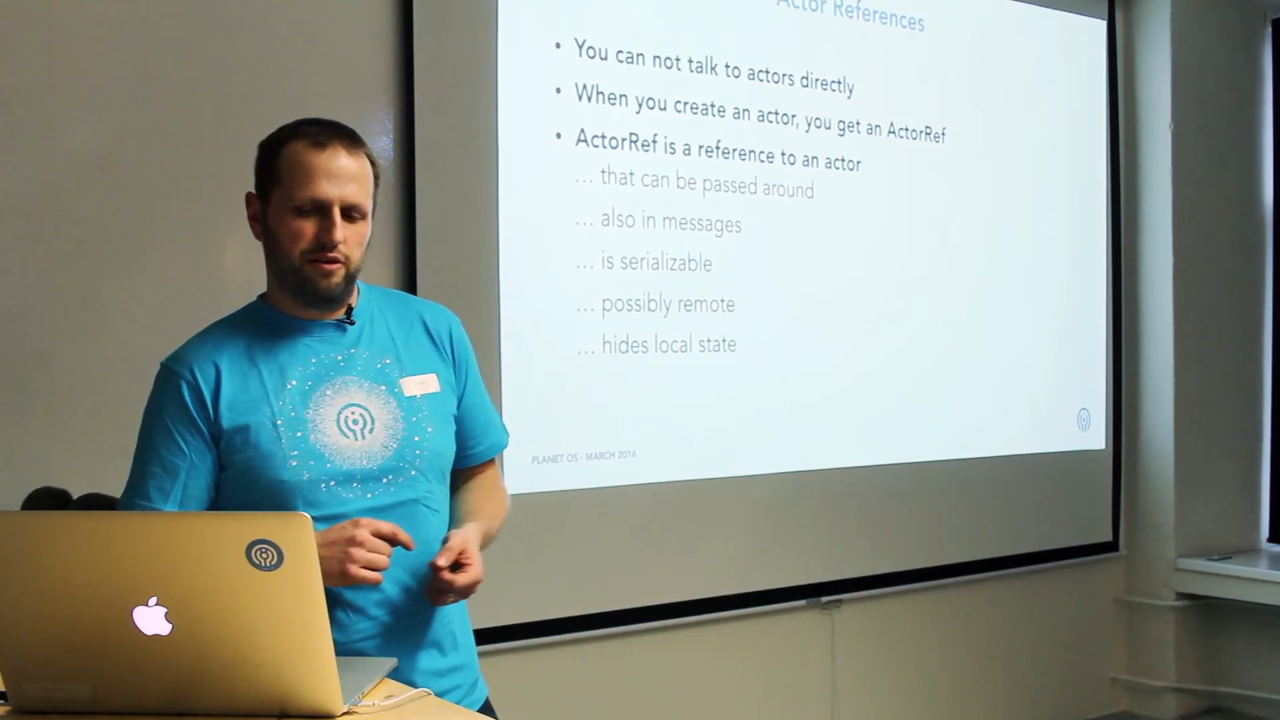 Actor References
• You can not talk to actors directly
• When you create an actor, you get an ActorRef
• ActorRef is a reference to an actor
... that can be passed around
... also in messages
... is serializable
... possibly remote
... hides local state
PLANET OS - MARCH 2016